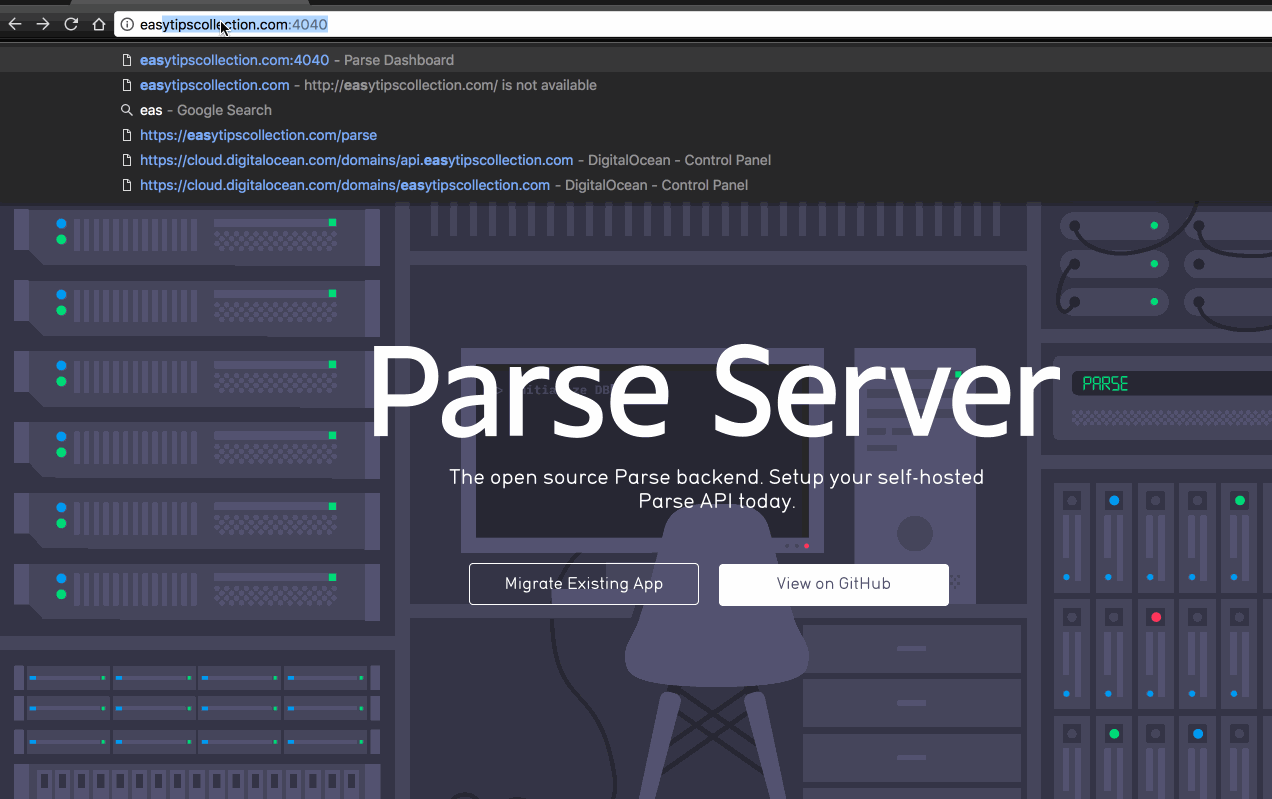 easytipscollection.com:4040
easytipscollection.com:4040 - Parse Dashboard
easytipscollection.com - http://easytipscollection.com/ is not available
eas - Google Search
https://easytipscollection.com/parse
https://cloud.digitalocean.com/domains/api.easytipscollection.com - DigitalOcean - Control Panel
https://cloud.digitalocean.com/domains/easytipscollection.com - DigitalOcean - Control Panel
PARSE
Parse Server
The open source Parse backend. Setup your self-hosted
Parse API today.
Migrate Existing App
View on GitHub